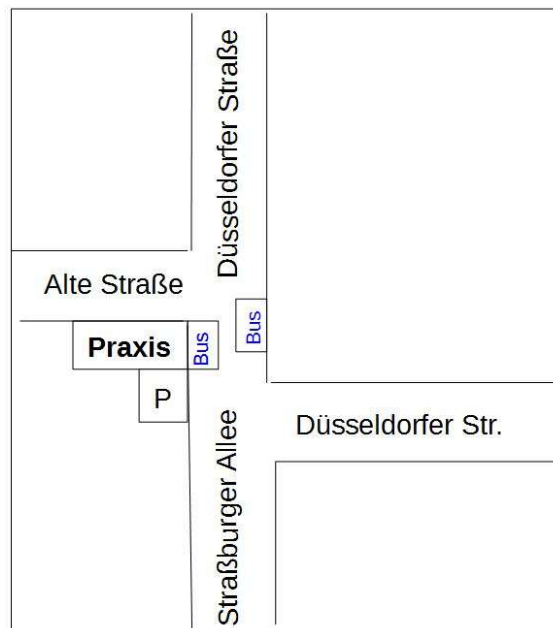 Düsseldorfer Straße
Alte Straße
Praxis
Bus
Bus
P
Straßburger Allee
Düsseldorfer Str.